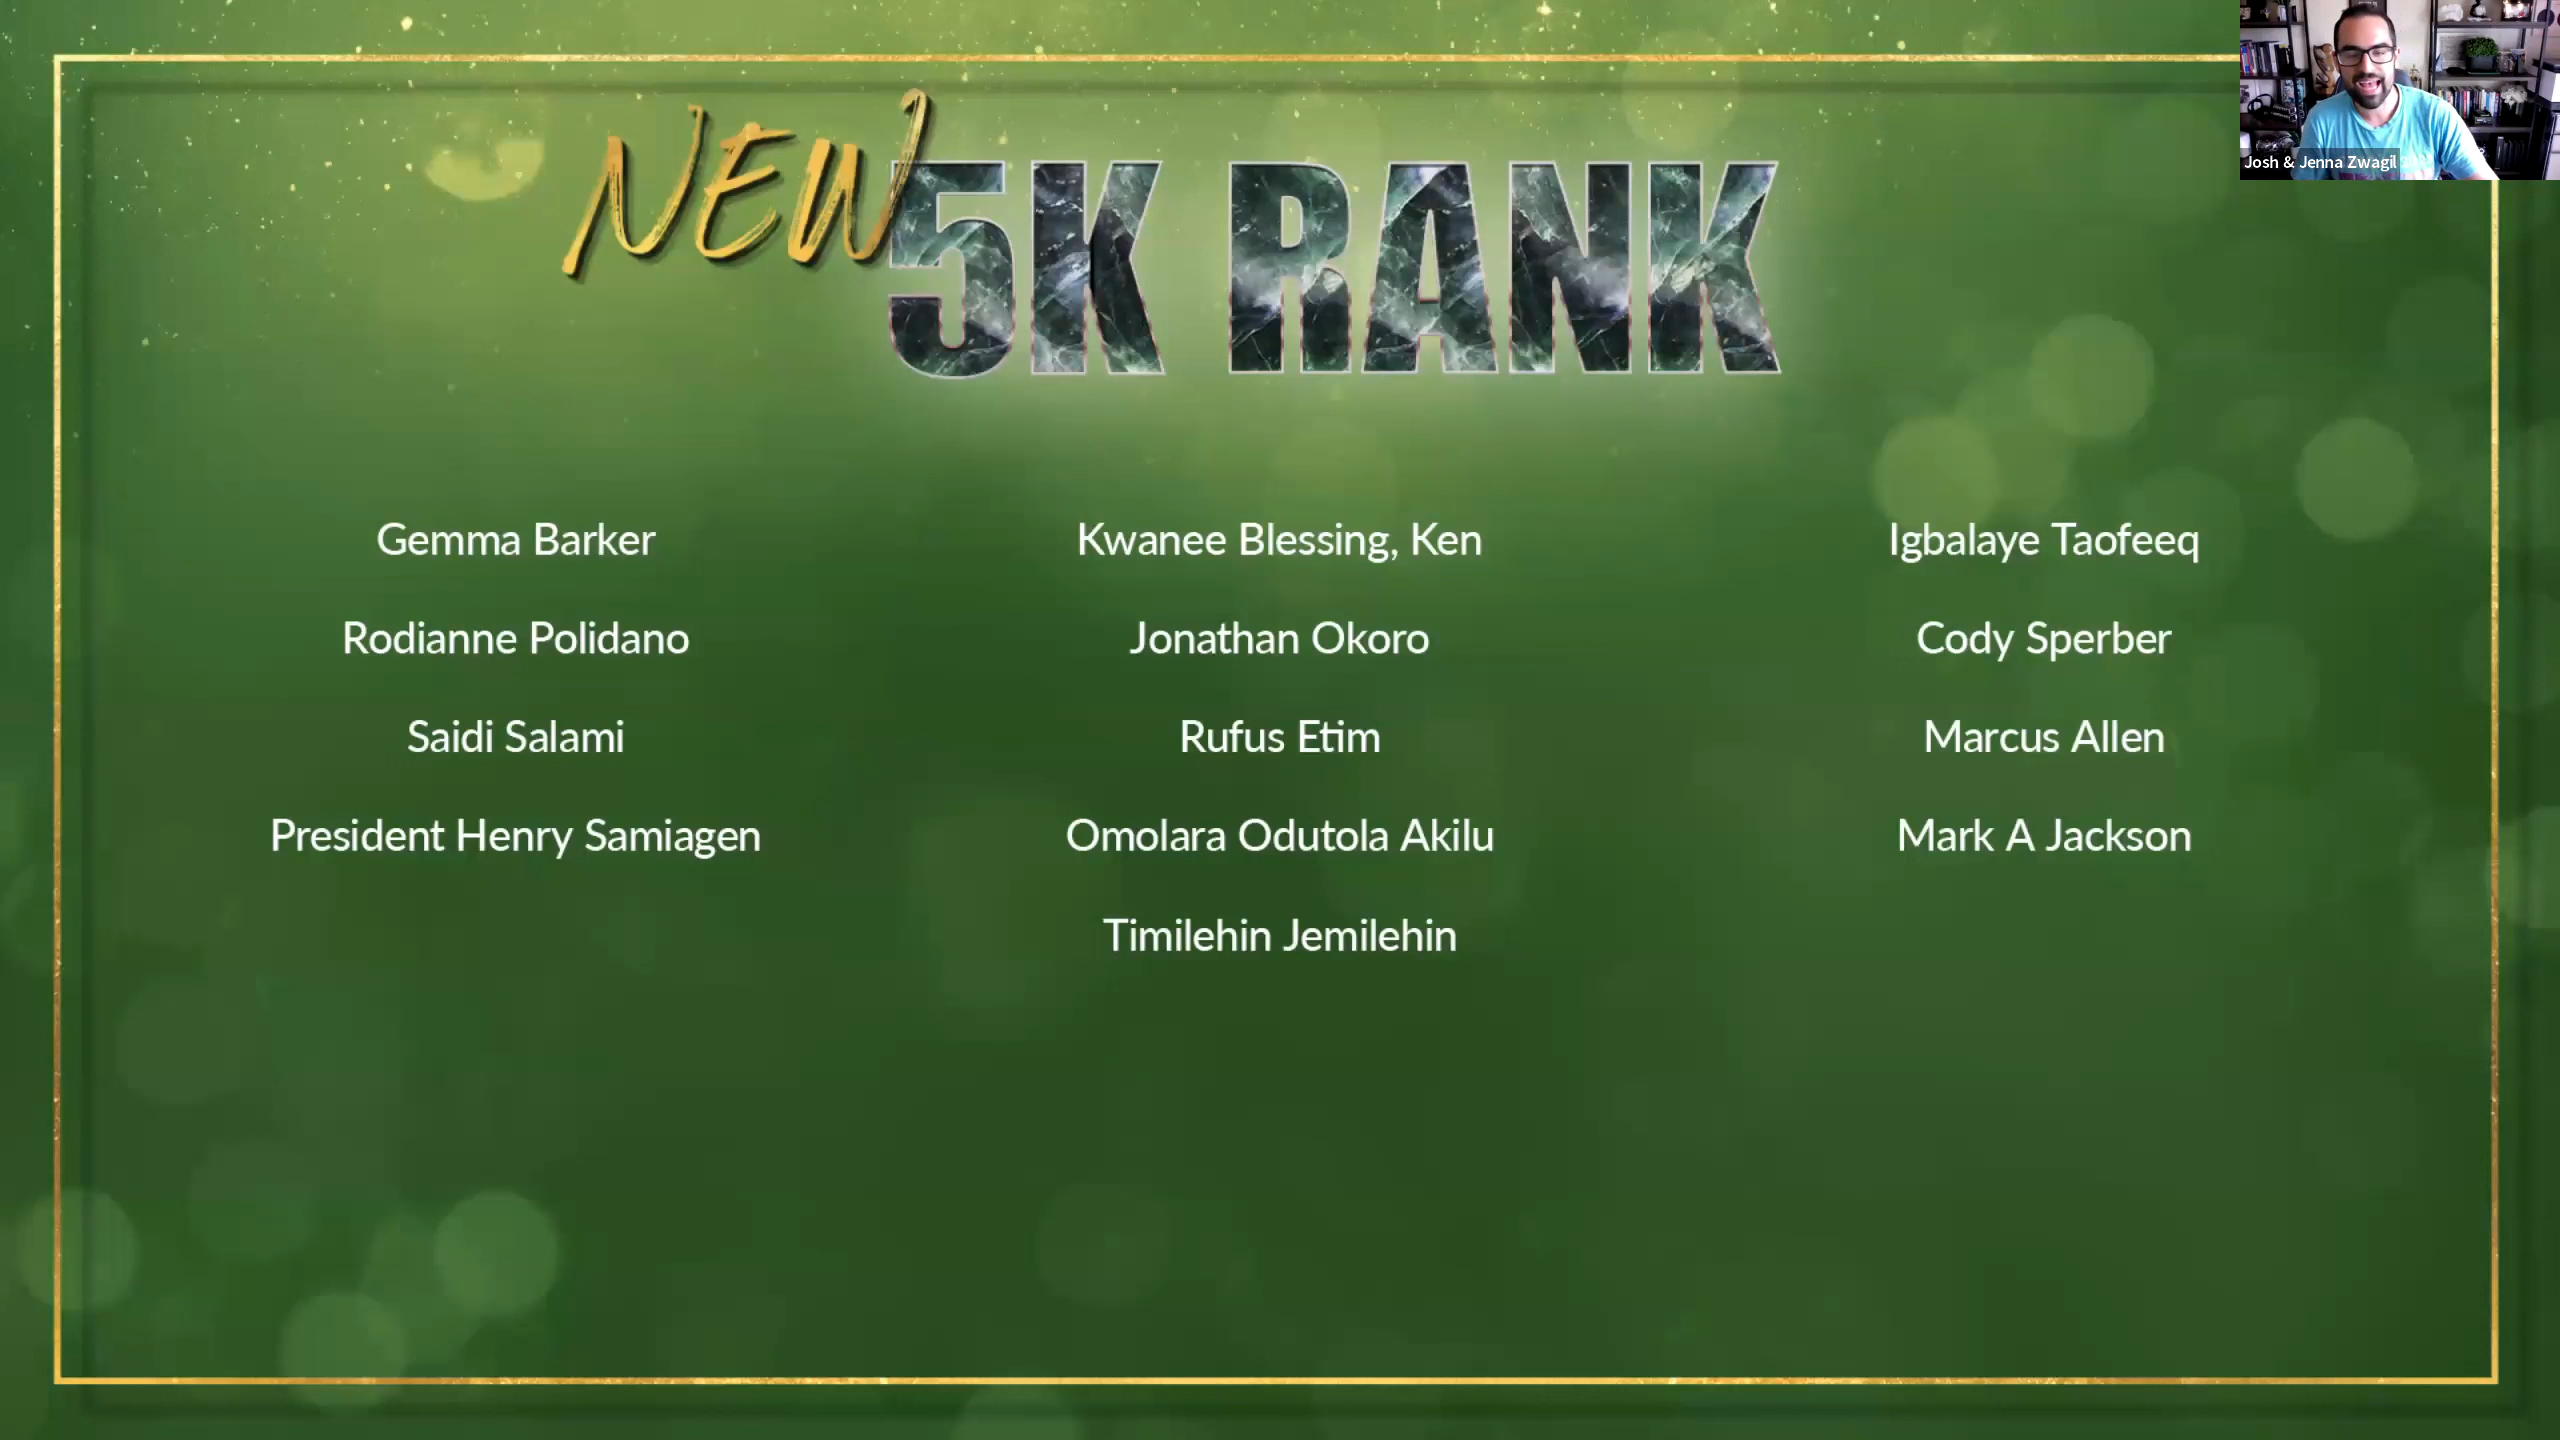 NEW 5K RANK
Josh & Jenna Zwagil
Gemma Barker
Rodianne Polidano
Saidi Salami
President Henry Samiagen
Kwanee Blessing, Ken
Jonathan Okoro
Rufus Etim
Omolara Odutola Akilu
Timilehin Jemilehin
Igbalaye Taofeeq
Cody Sperber
Marcus Allen
Mark A Jackson